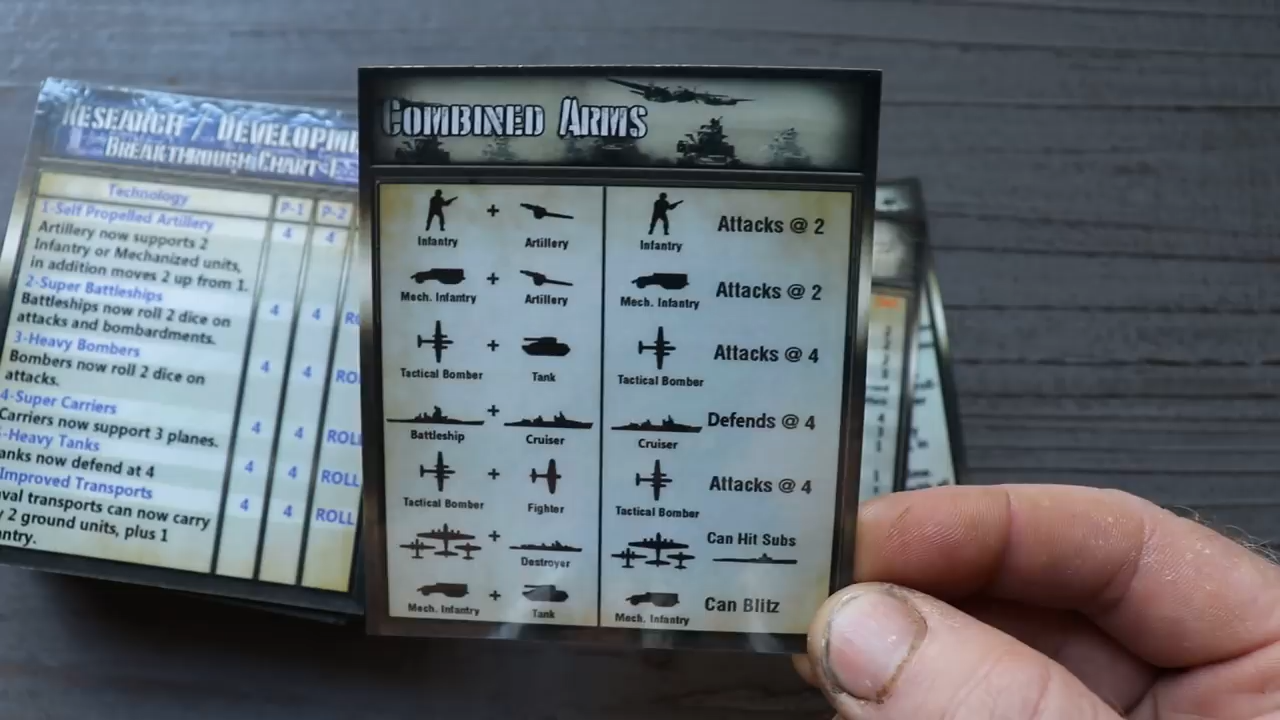 RESEARCH / DEVELOPM
BREAKTHROUGH CHART
Technology P-1 P-2
1-Self Propelled Artillery 4 4
Artillery now supports 2
Infantry or Mechanized units,
in addition moves 2 up from 1.
2-Super Battleships 4 4
Battleships now roll 2 dice on
attacks and bombardments.
3-Heavy Bombers 4 4 RO
Bombers now roll 2 dice on
attacks.
4-Super Carriers 4 4 ROLL
Carriers now support 3 planes.
-Heavy Tanks 4 4 ROLL
anks now defend at 4
Improved Transports 4 4 ROLL
val transports can now carry
y 2 ground units, plus 1
ntry.
COMBINED ARMS
+ Attacks @ 2
Infantry Artillery Infantry
+ Attacks @ 2
Mech. Infantry Artillery Mech. Infantry
+ Attacks @ 4
Tactical Bomber Tank Tactical Bomber
+ Defends @ 4
Battleship Cruiser Cruiser
+ Attacks @ 4
Tactical Bomber Fighter Tactical Bomber
+ Can Hit Subs
Destroyer
+ Can Blitz
Mech. Infantry Tank Mech. Infantry